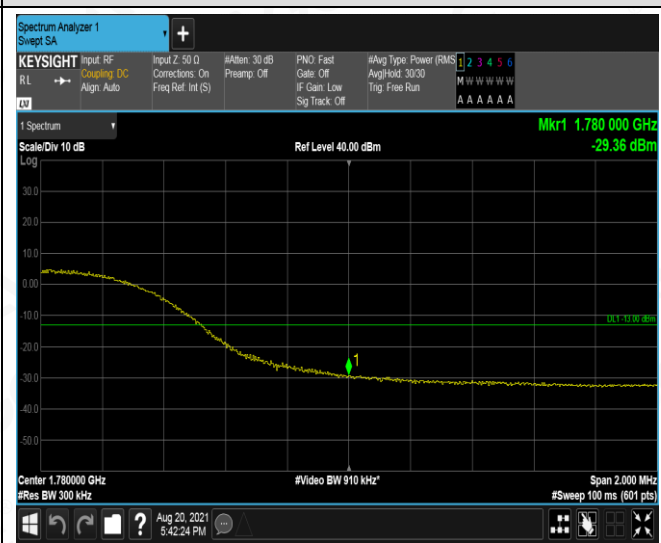 Spectrum Analyzer 1
Swept SA
KEYSIGHT
RL
LXI
Input: RF
Coupling: DC
Align: Auto
Input Z: 50 Ω
Corrections: On
Freq Ref: Int (S)
#Atten: 30 dB
Preamp: Off
PNO: Fast
Gate: Off
IF Gain: Low
Sig Track: Off
#Avg Type: Power (RMS
Avg|Hold: 30/30
Trig: Free Run
1 2 3 4 5 6
M W W W W W
A A A A A A
1 Spectrum
Mkr1 1.780 000 GHz
Scale/Div 10 dB
Ref Level 40.00 dBm
-29.36 dBm
Log
30.0
20.0
10.0
0.00
-10.0
DL1 -13.00 dBm
-20.0
1
-30.0
-40.0
-50.0
Center 1.780000 GHz
#Video BW 910 kHz*
Span 2.000 MHz
#Res BW 300 kHz
#Sweep 100 ms (601 pts)
?
Aug 20, 2021
5:42:24 PM